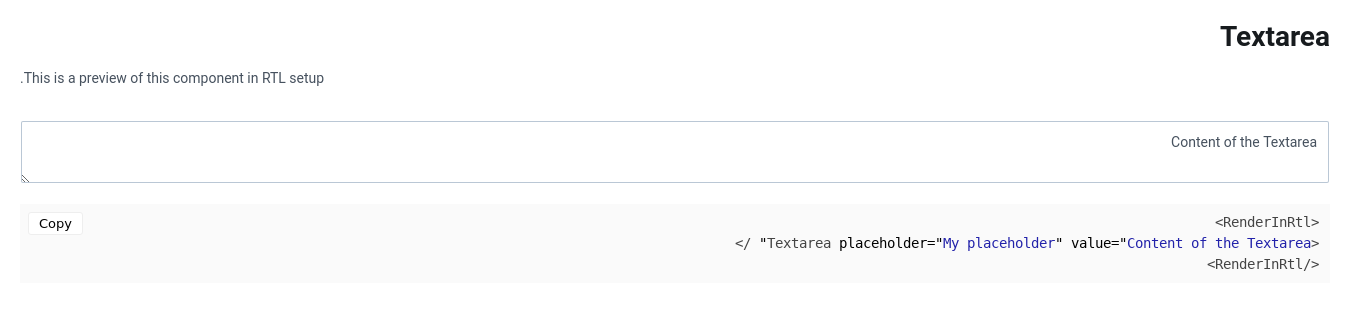 Textarea
.This is a preview of this component in RTL setup
Content of the Textarea
Copy
<RenderInRtl>
</ "Textarea placeholder="My placeholder" value="Content of the Textarea>
<RenderInRtl/>